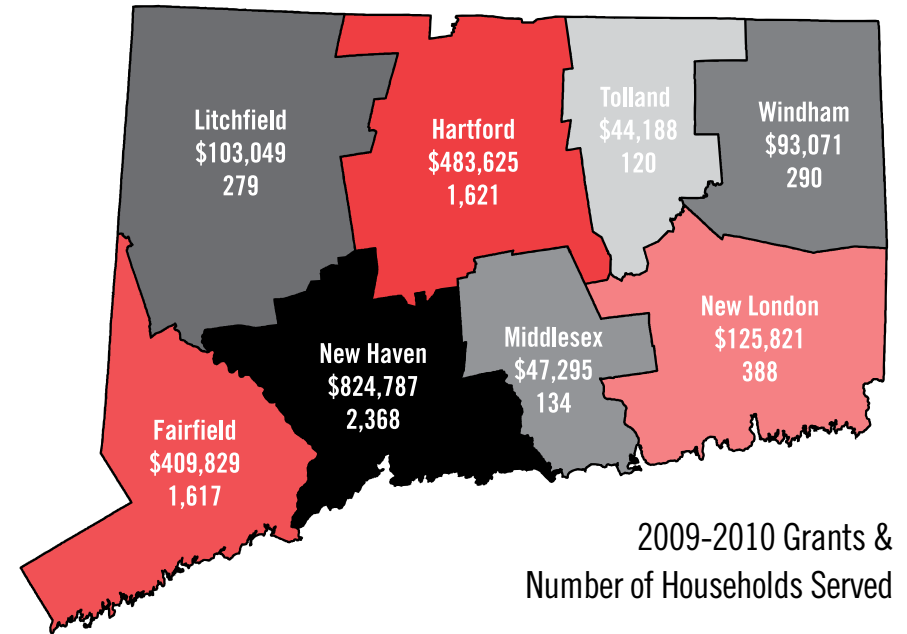 Litchfield
$103,049
279
Hartford
$483,625
1,621
Tolland
$44,188
120
Windham
$93,071
290
New London
$125,821
388
Middlesex
$47,295
134
New Haven
$824,787
2,368
Fairfield
$409,829
1,617
2009-2010 Grants &
Number of Households Served